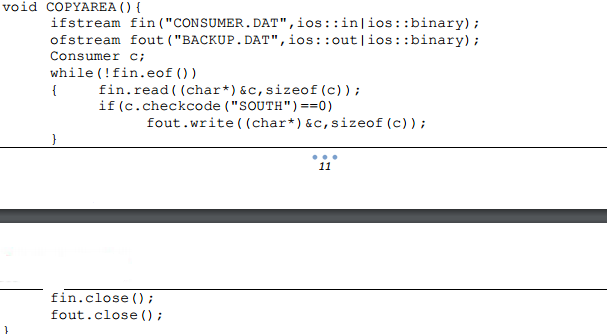 void COPYAREA(){
ifstream fin("CONSUMER.DAT",ios::in|ios::binary);
ofstream fout("BACKUP.DAT",ios::out|ios::binary);
Consumer c;
while(!fin.eof())
{ fin.read((char*)&c,sizeof(c));
if(c.checkcode("SOUTH")==0)
fout.write((char*)&c,sizeof(c));
}
11
fin.close();
fout.close();
}